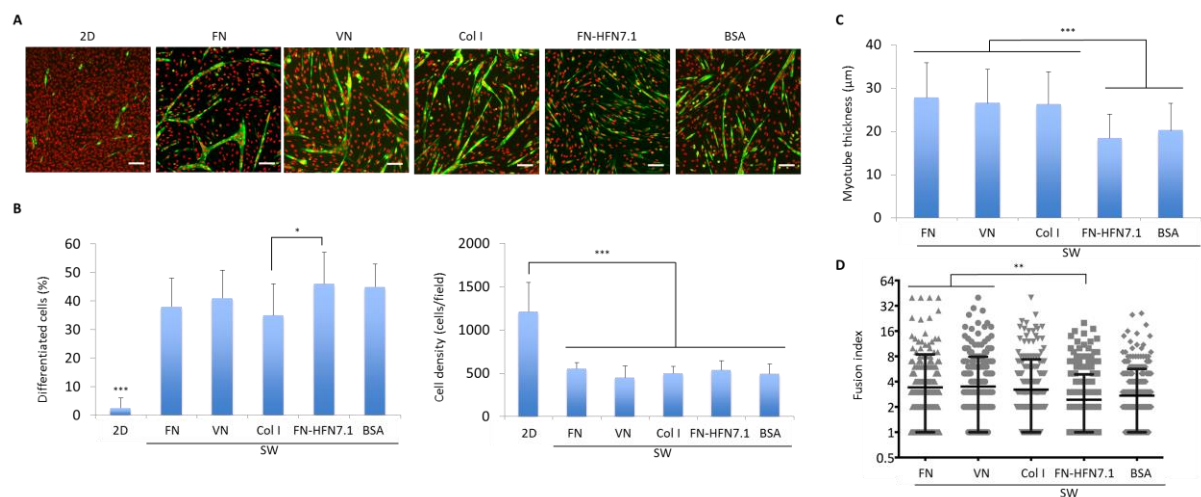 A
2D FN VN Col I FN-HFN7.1 BSA
B
Differentiated cells (%)
60
50
40
30
20
10
0
***
*
2D FN VN Col I FN-HFN7.1 BSA
SW
Cell density (cells/field)
2000
1500
1000
500
0
***
2D FN VN Col I FN-HFN7.1 BSA
SW
C
Myotube thickness (μm)
40
30
20
10
0
***
FN VN Col I FN-HFN7.1 BSA
SW
D
Fusion index
64
32
16
8
4
2
1
0.5
**
FN VN Col I FN-HFN7.1 BSA
SW